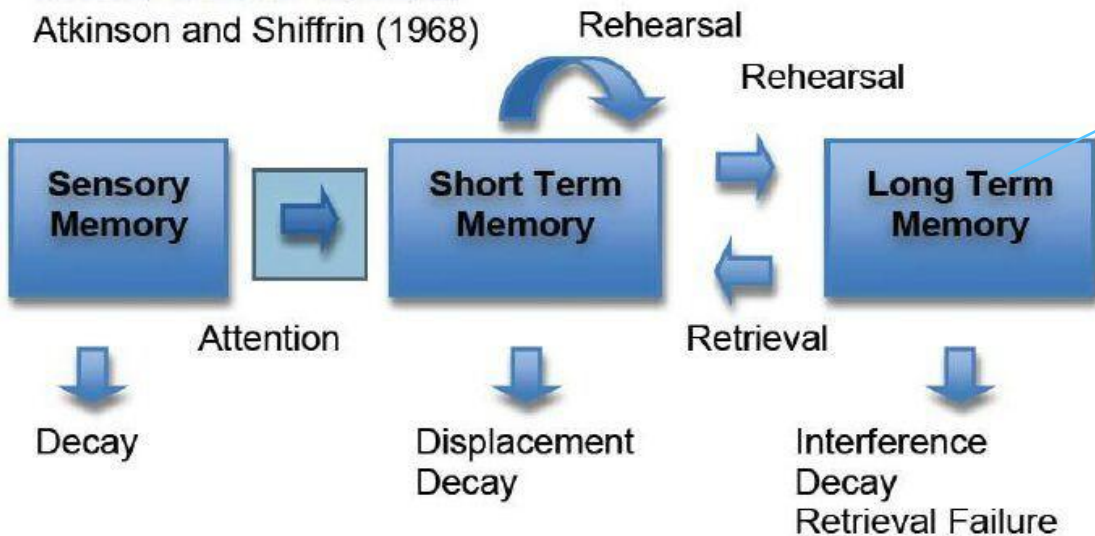 Atkinson and Shiffrin (1968)
Rehearsal
Rehearsal
Sensory
Memory
Short Term
Memory
Long Term
Memory
Attention
Retrieval
Decay
Displacement
Decay
Interference
Decay
Retrieval Failure